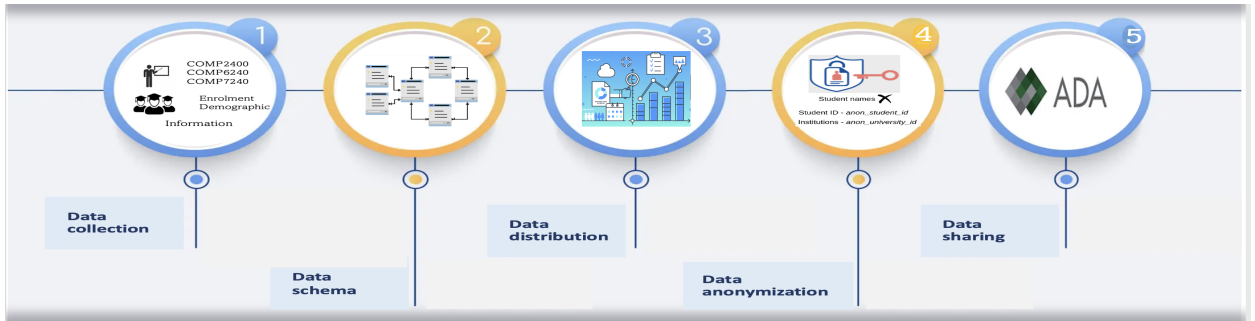 1
COMP2400
COMP6240
COMP7240
Enrolment
Demographic
Information
Data
collection
2
Data
schema
3
Data
distribution
4
Student names
Student ID - anon_student_id
Institutions - anon_university_id
Data
anonymization
5
ADA
Data
sharing